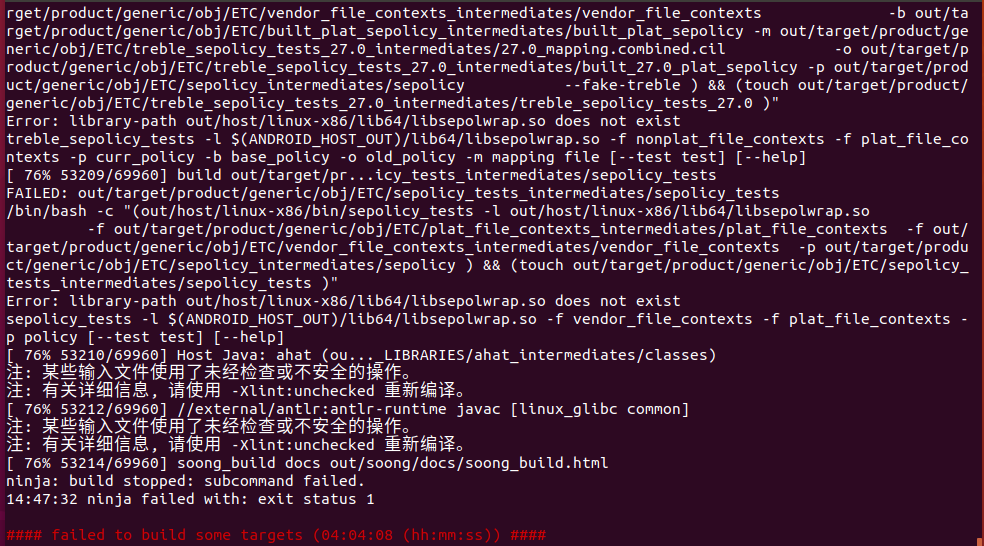 rget/product/generic/obj/ETC/vendor_file_contexts_intermediates/vendor_file_contexts -b out/ta
rget/product/generic/obj/ETC/built_plat_sepolicy_intermediates/built_plat_sepolicy -m out/target/product/ge
neric/obj/ETC/treble_sepolicy_tests_27.0_intermediates/27.0_mapping.combined.cil -o out/target/p
roduct/generic/obj/ETC/treble_sepolicy_tests_27.0_intermediates/built_27.0_plat_sepolicy -p out/target/prod
uct/generic/obj/ETC/sepolicy_intermediates/sepolicy --fake-treble ) && (touch out/target/product/
generic/obj/ETC/treble_sepolicy_tests_27.0_intermediates/treble_sepolicy_tests_27.0 )"
Error: library-path out/host/linux-x86/lib64/libsepolwrap.so does not exist
treble_sepolicy_tests -l $(ANDROID_HOST_OUT)/lib64/libsepolwrap.so -f nonplat_file_contexts -f plat_file_co
ntexts -p curr_policy -b base_policy -o old_policy -m mapping file [--test test] [--help]
[ 76% 53209/69960] build out/target/pr...icy_tests_intermediates/sepolicy_tests
FAILED: out/target/product/generic/obj/ETC/sepolicy_tests_intermediates/sepolicy_tests
/bin/bash -c "(out/host/linux-x86/bin/sepolicy_tests -l out/host/linux-x86/lib64/libsepolwrap.so
-f out/target/product/generic/obj/ETC/plat_file_contexts_intermediates/plat_file_contexts -f out/
target/product/generic/obj/ETC/vendor_file_contexts_intermediates/vendor_file_contexts -p out/target/produ
ct/generic/obj/ETC/sepolicy_intermediates/sepolicy ) && (touch out/target/product/generic/obj/ETC/sepolicy_
tests_intermediates/sepolicy_tests )"
Error: library-path out/host/linux-x86/lib64/libsepolwrap.so does not exist
sepolicy_tests -l $(ANDROID_HOST_OUT)/lib64/libsepolwrap.so -f vendor_file_contexts -f plat_file_contexts -
p policy [--test test] [--help]
[ 76% 53210/69960] Host Java: ahat (ou..._LIBRARIES/ahat_intermediates/classes)
注: 某些输入文件使用了未经检查或不安全的操作。
注: 有关详细信息, 请使用 -Xlint:unchecked 重新编译。
[ 76% 53212/69960] //external/antlr:antlr-runtime javac [linux_glibc common]
注: 某些输入文件使用了未经检查或不安全的操作。
注: 有关详细信息, 请使用 -Xlint:unchecked 重新编译。
[ 76% 53214/69960] soong_build docs out/soong/docs/soong_build.html
ninja: build stopped: subcommand failed.
14:47:32 ninja failed with: exit status 1
#### failed to build some targets (04:04:08 (hh:mm:ss)) ####